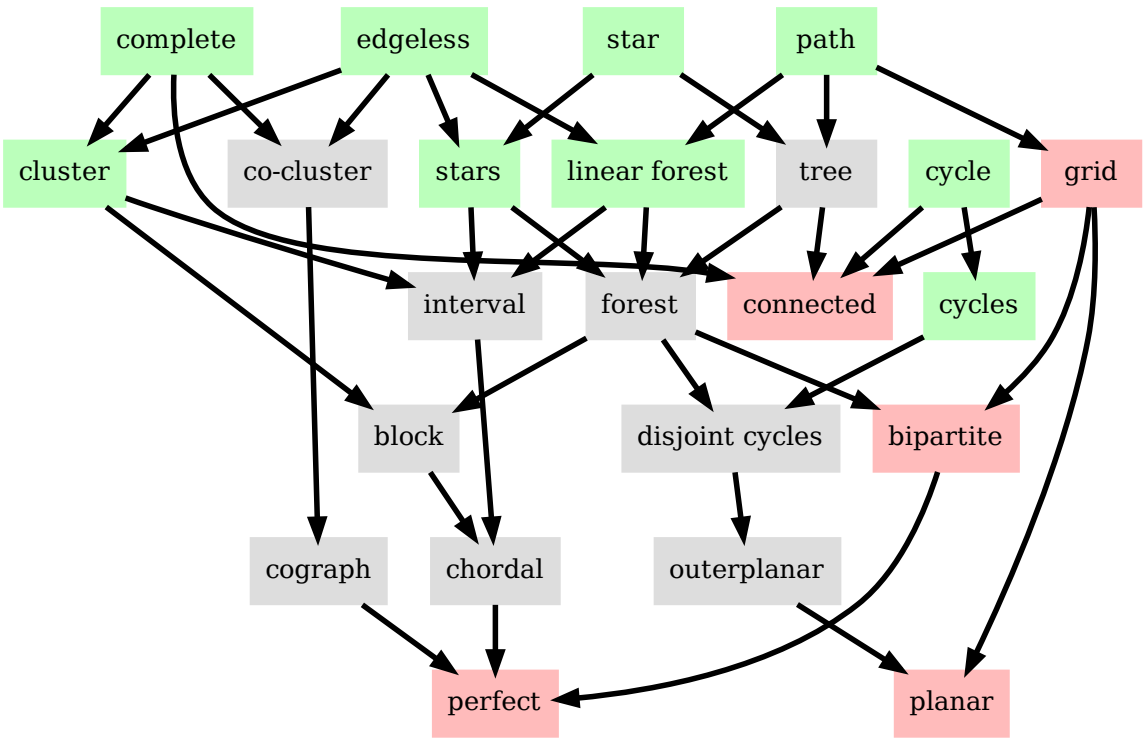 complete
edgeless
star
path
cluster
co-cluster
stars
linear forest
tree
cycle
grid
interval
forest
connected
cycles
block
disjoint cycles
bipartite
cograph
chordal
outerplanar
perfect
planar